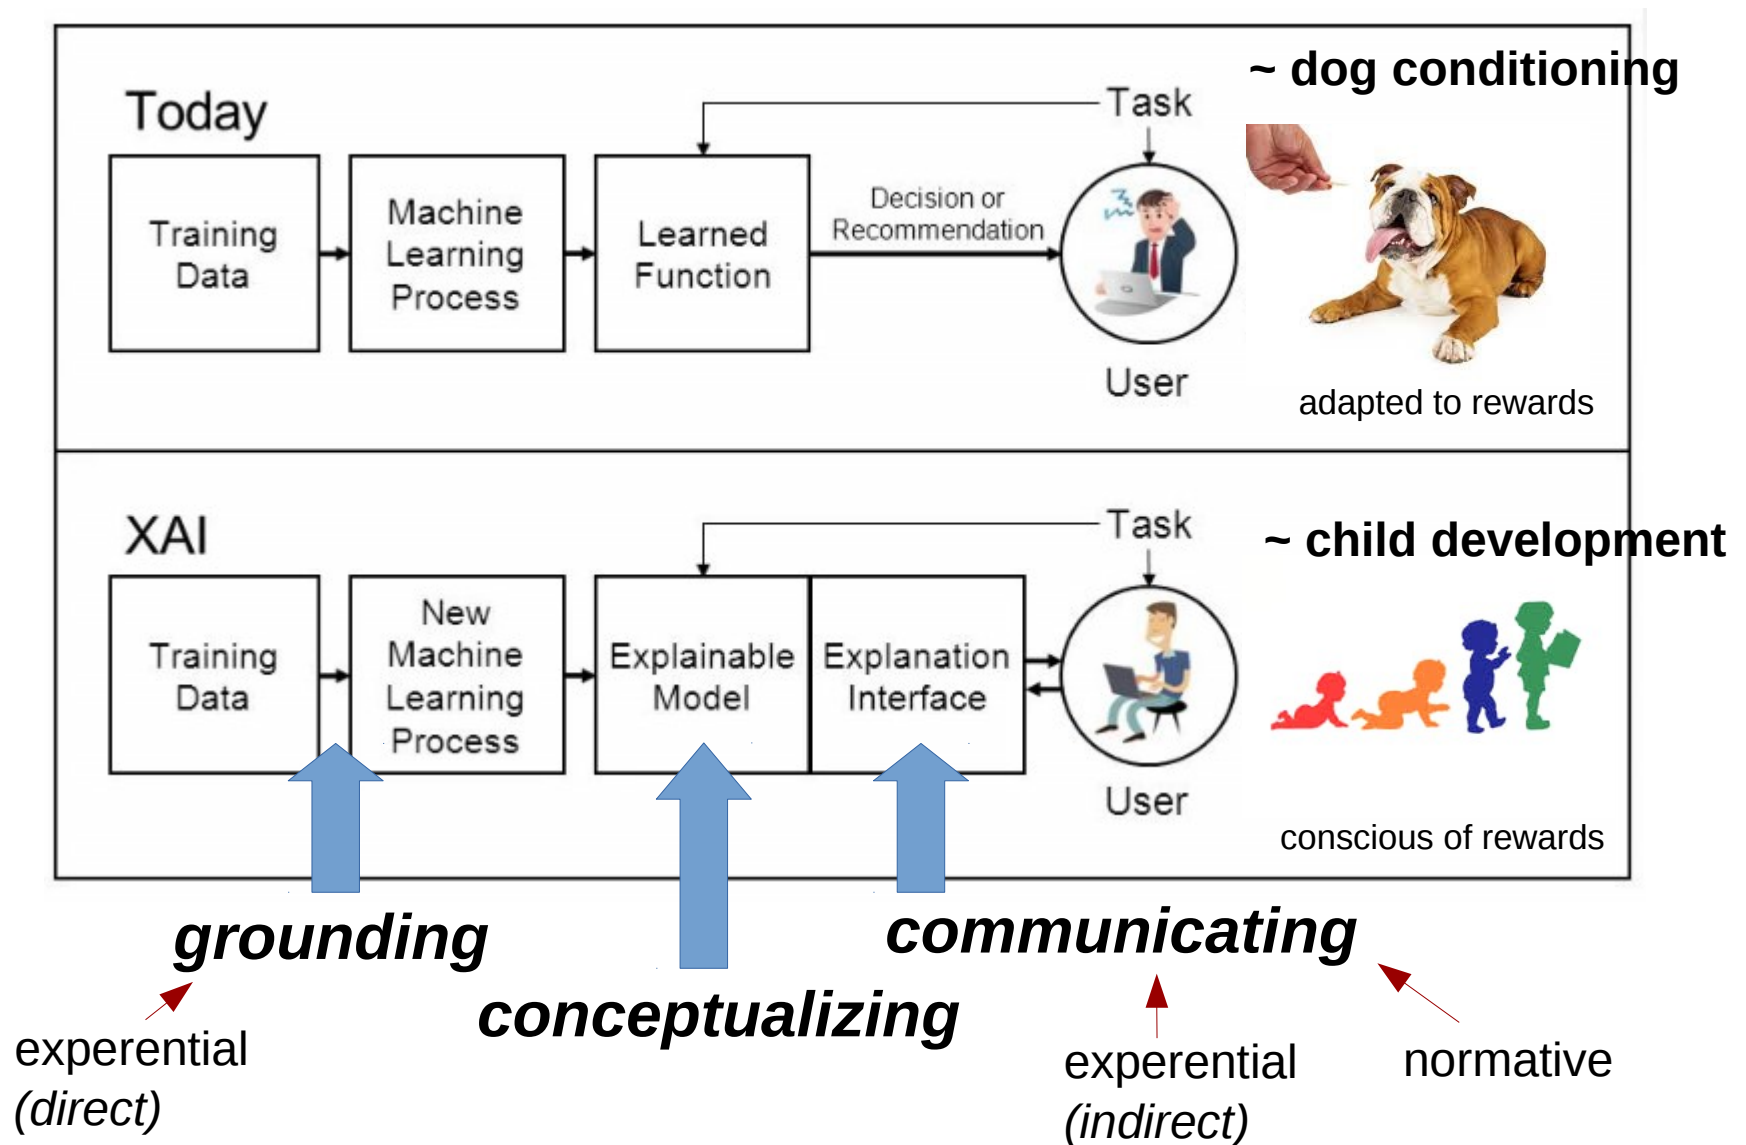 ~ dog conditioning
Today
Task
Training
Data
Machine
Learning
Process
Learned
Function
Decision or
Recommendation
User
adapted to rewards
XAI
Task
~ child development
Training
Data
New
Machine
Learning
Process
Explainable
Model
Explanation
Interface
User
conscious of rewards
grounding
communicating
conceptualizing
experential
(direct)
experential
(indirect)
normative